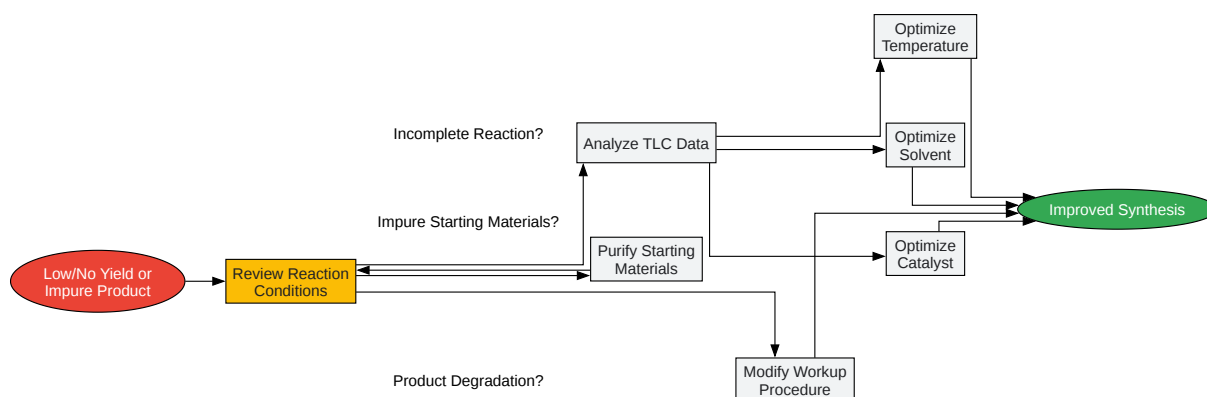 Optimize
Temperature
Incomplete Reaction?
Analyze TLC Data
Optimize
Solvent
Impure Starting Materials?
Improved Synthesis
Purify Starting
Materials
Optimize
Catalyst
Low/No Yield or
Impure Product
Review Reaction
Conditions
Product Degradation?
Modify Workup
Procedure